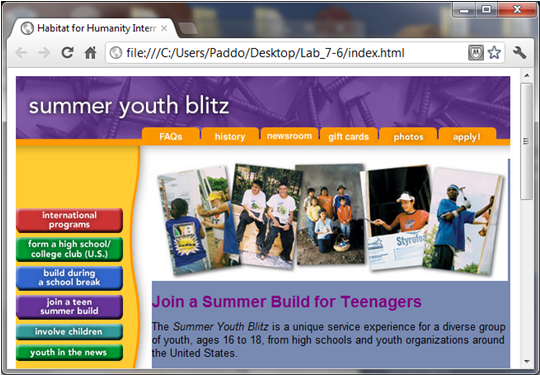 Habitat for Humanity Intern
file:///C:/Users/Paddo/Desktop/Lab_7-6/index.html
summer youth blitz
FAQs history newsroom gift cards photos apply!
international
programs
form a high school/
college club (U.S.)
build during
a school break
join a teen
summer build
involve children
youth in the news
Styrofoa
Join a Summer Build for Teenagers
The Summer Youth Blitz is a unique service experience for a diverse group
of youth, ages 16 to 18, from high schools and youth organizations around
the United States.